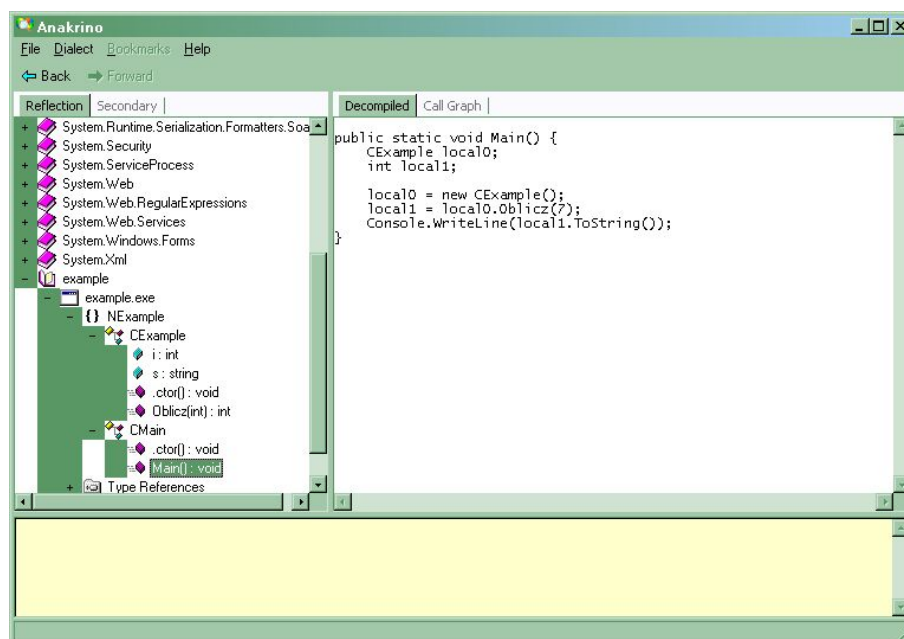 Anakrino
File Dialect Bookmarks Help
Back Forward
Reflection Secondary
System.Runtime.Serialization.Formatters.Soa
System.Security
System.ServiceProcess
System.Web
System.Web.RegularExpressions
System.Web.Services
System.Windows.Forms
System.Xml
example
example.exe
{} NExample
CExample
i : int
s : string
.ctor() : void
Oblicz(int) : int
CMain
.ctor() : void
Main() : void
Type References
Decompiled Call Graph
public static void Main() {
CExample local0;
int local1;
local0 = new CExample();
local1 = local0.Oblicz(7);
Console.WriteLine(local1.ToString());
}